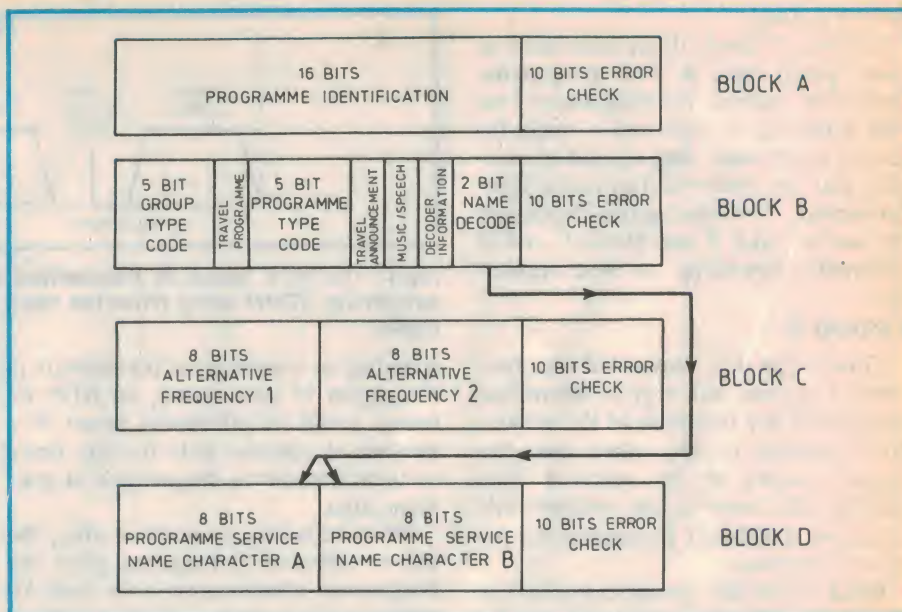 16 BITS
PROGRAMME IDENTIFICATION
10 BITS ERROR
CHECK
BLOCK A
5 BIT
GROUP
TYPE
CODE
TRAVEL
PROGRAMME
5 BIT
PROGRAMME
TYPE
CODE
TRAVEL
ANNOUNCEMENT
MUSIC/SPEECH
DECODER
INFORMATION
2 BIT
NAME
DECODE
10 BITS ERROR
CHECK
BLOCK B
8 BITS
ALTERNATIVE
FREQUENCY 1
8 BITS
ALTERNATIVE
FREQUENCY 2
10 BITS ERROR
CHECK
BLOCK C
8 BITS
PROGRAMME SERVICE
NAME CHARACTER A
8 BITS
PROGRAMME SERVICE
NAME CHARACTER B
10 BITS ERROR
CHECK
BLOCK D